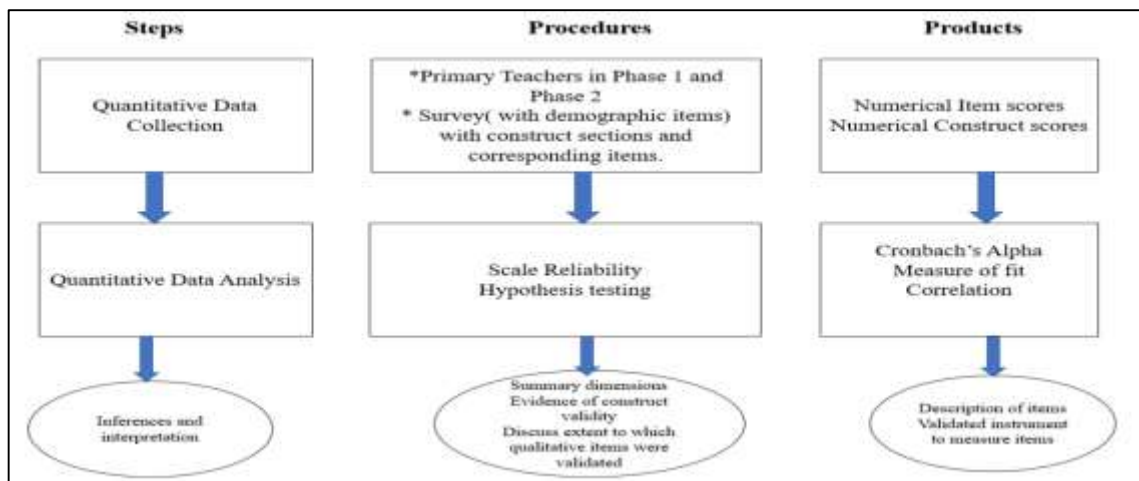 Steps
Procedures
Products
Quantitative Data
Collection
*Primary Teachers in Phase 1 and
Phase 2
* Survey( with demographic items)
with construct sections and
corresponding items.
Numerical Item scores
Numerical Construct scores
Quantitative Data Analysis
Scale Reliability
Hypothesis testing
Cronbach's Alpha
Measure of fit
Correlation
Inferences and
interpretation
Summary dimensions
Evidence of construct
validity
Discuss extent to which
qualitative items were
validated
Description of items
Validated instrument
to measure items